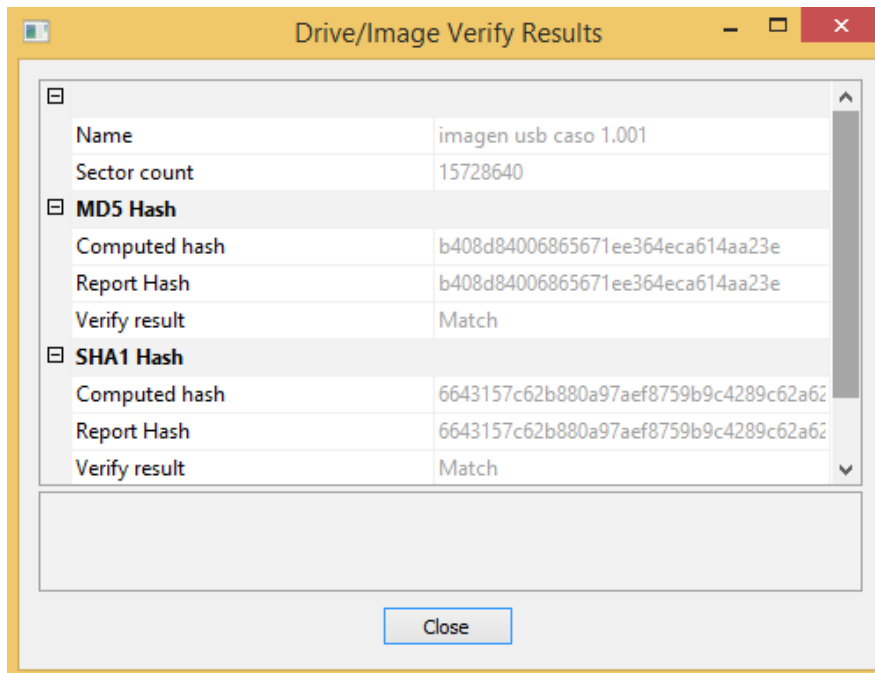 Drive/Image Verify Results
Name imagen usb caso 1.001
Sector count 15728640
MD5 Hash
Computed hash b408d84006865671ee364eca614aa23e
Report Hash b408d84006865671ee364eca614aa23e
Verify result Match
SHA1 Hash
Computed hash 6643157c62b880a97aef8759b9c4289c62a62
Report Hash 6643157c62b880a97aef8759b9c4289c62a62
Verify result Match
Close